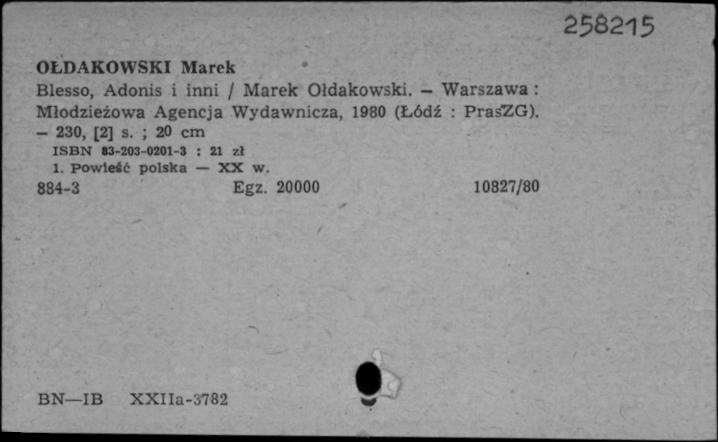 258215
OŁDAKOWSKI Marek
Blesso, Adonis i inni / Marek Ołdakowski. — Warszawa :
Młodzieżowa Agencja Wydawnicza, 1980 (Łódź : PrasZG).
— 230, [2] s. ; 20 cm
ISBN 83-203-0201-3 : 21 zł
1. Powieść polska — XX w.
884-3 Egz. 20000 10827/80
BN—IB XXIIa-3782